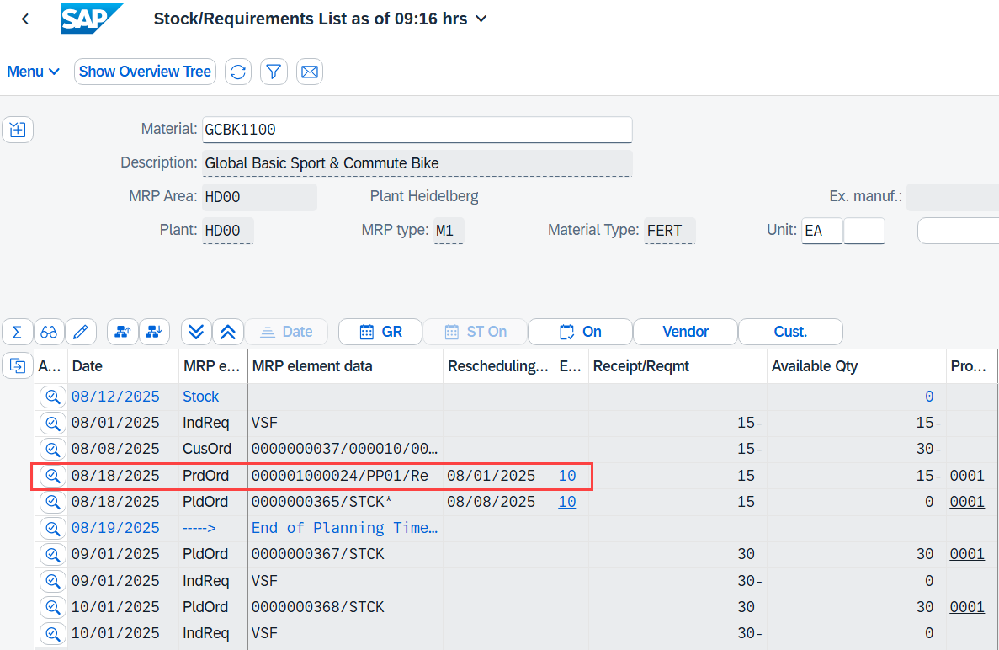 SAP Stock/Requirements List as of 09:16 hrs
Menu Show Overview Tree
Material: GCBK1100
Description: Global Basic Sport & Commute Bike
MRP Area: HD00 Plant Heidelberg Ex. manuf.:
Plant: HD00 MRP type: M1 Material Type: FERT Unit: EA
Σ Date GR ST On On Vendor Cust.
A... Date MRP e... MRP element data Rescheduling... E... Receipt/Reqmt Available Qty Pro...
08/12/2025 Stock 0
08/01/2025 IndReq VSF 15- 15-
08/08/2025 CusOrd 0000000037/000010/00... 15- 30-
08/18/2025 PrdOrd 000001000024/PP01/Re 08/01/2025 10 15 15- 0001
08/18/2025 PldOrd 0000000365/STCK* 08/08/2025 10 15 0 0001
08/19/2025 -----> End of Planning Time...
09/01/2025 PldOrd 0000000367/STCK 30 30 0001
09/01/2025 IndReq VSF 30- 0
10/01/2025 PldOrd 0000000368/STCK 30 30 0001
10/01/2025 IndReq VSF 30- 0